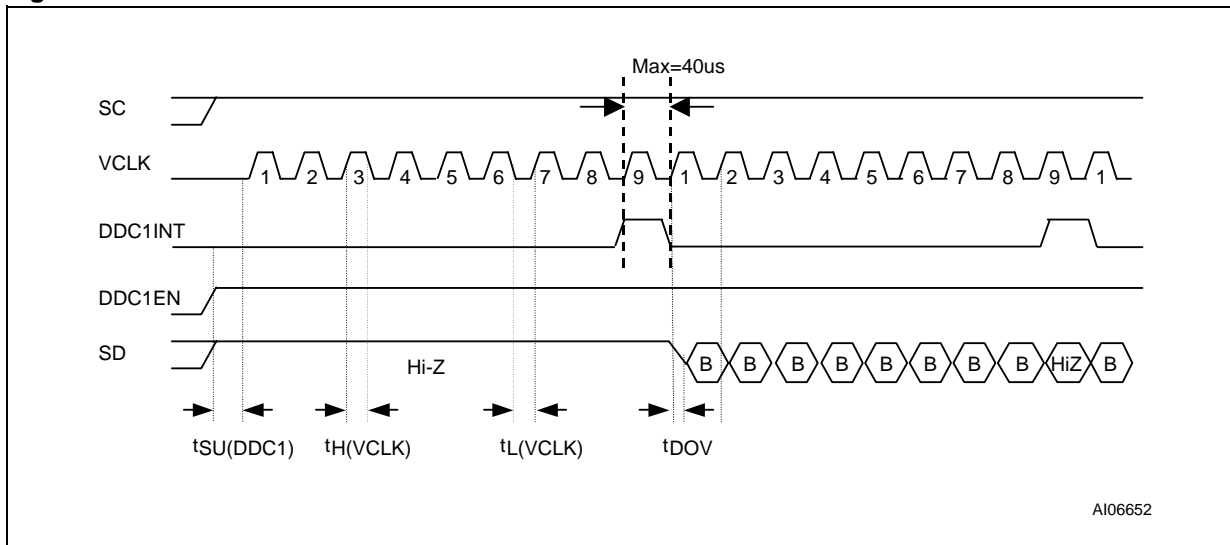 Max=40us
SC
VCLK
1 2 3 4 5 6 7 8 9 1 2 3 4 5 6 7 8 9 1
DDC1INT
DDC1EN
SD
Hi-Z
B B B B B B B B HiZ B
tSU(DDC1) tH(VCLK) tL(VCLK) tDOV
AI06652